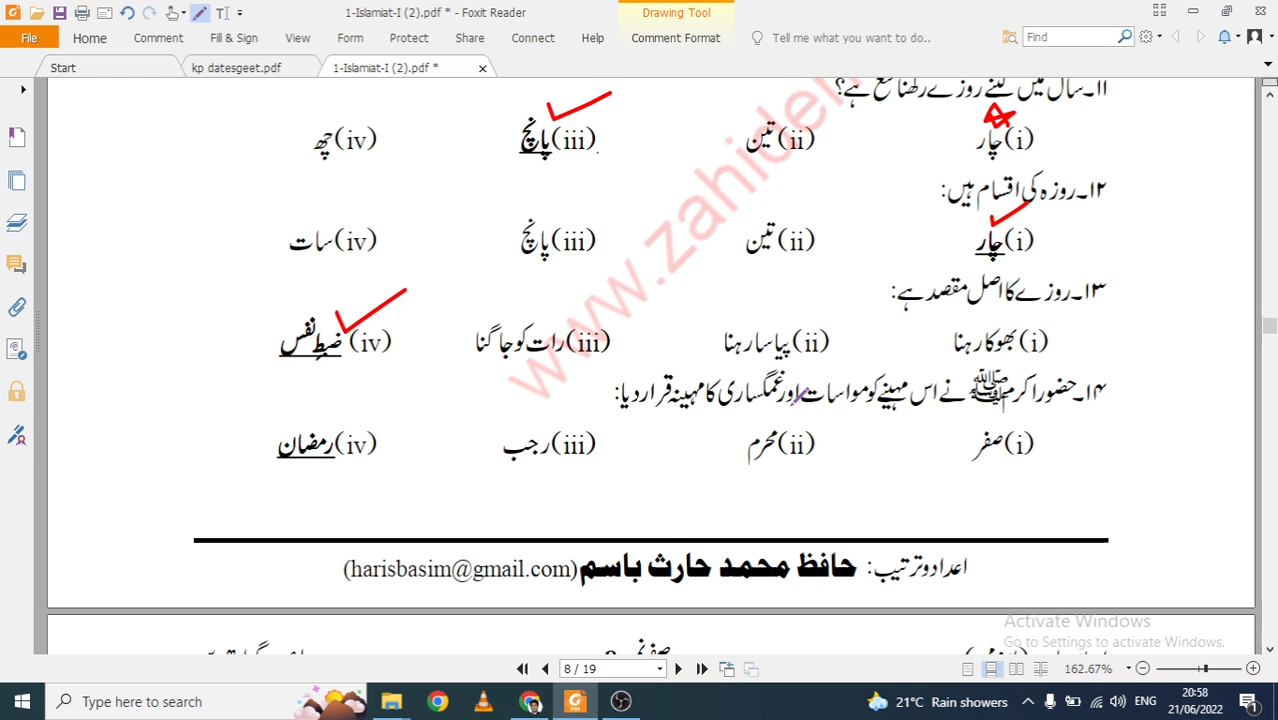 1-Islamiat-I (2).pdf * - Foxit Reader
Drawing Tool
File Home Comment Fill & Sign View Form Protect Share Connect Help Comment Format Tell me what you want to do.. Find
Start kp datesgeet.pdf 1-Islamiat-I (2).pdf *
۱۱۔سال میں کتنے روزے رکھنا منع ہے؟
(i)چار (ii)تین (iii)پانچ (iv)چھ
۱۲۔روزہ کی اقسام ہیں:
(i)چار (ii)تین (iii)پانچ (iv)سات
۱۳۔روزے کا اصل مقصد ہے:
(i)بھوکا رہنا (ii)پیاسا رہنا (iii)رات کو جاگنا (iv)ضبطِ نفس
۱۴۔حضور اکرم ﷺ نے اس مہینے کو مواسات اور غمگساری کا مہینہ قرار دیا:
(i)صفر (ii)محرم (iii)رجب (iv)رمضان
www.zahiden
اعداد و ترتیب: حافظ محمد حارث باسم (harisbasim@gmail.com)
Activate Windows
Go to Settings to activate Windows.
8 / 19 162.67%
Type here to search 21°C Rain showers ENG 20:58
21/06/2022
1